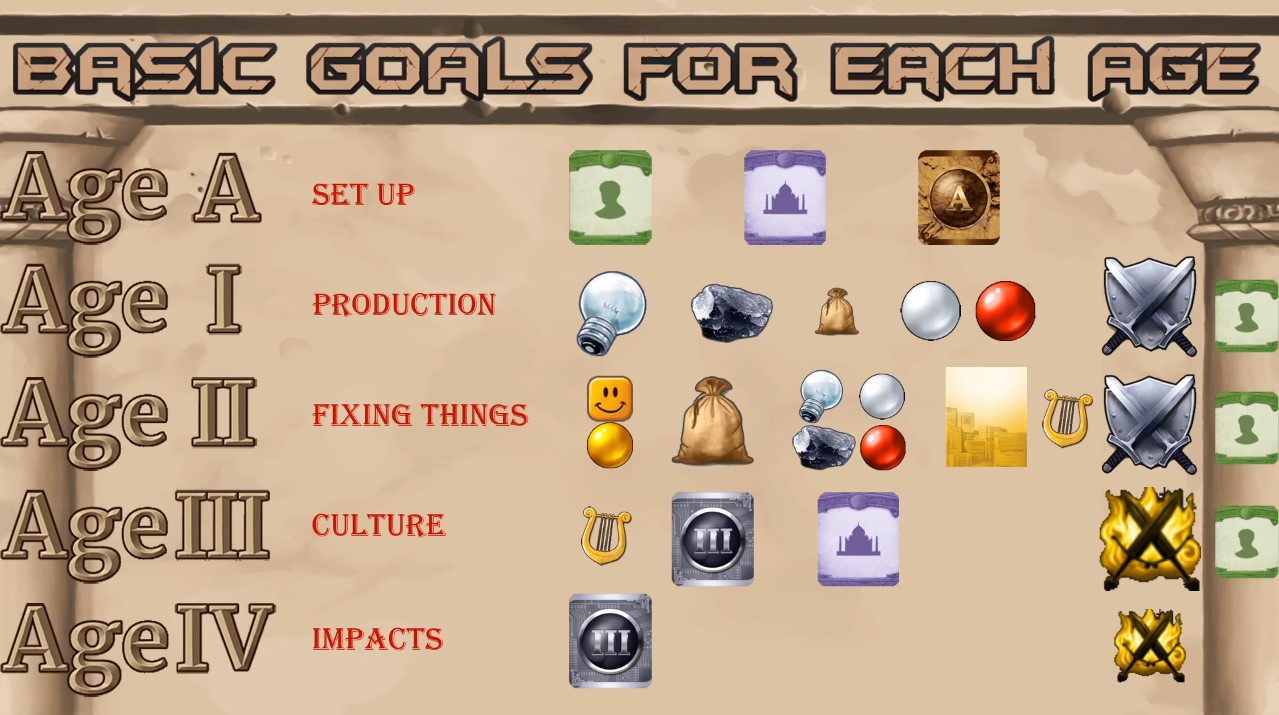 BASIC GOALS FOR EACH AGE
Age A SET UP A
Age I PRODUCTION
Age II FIXING THINGS
Age III CULTURE III
Age IV IMPACTS III